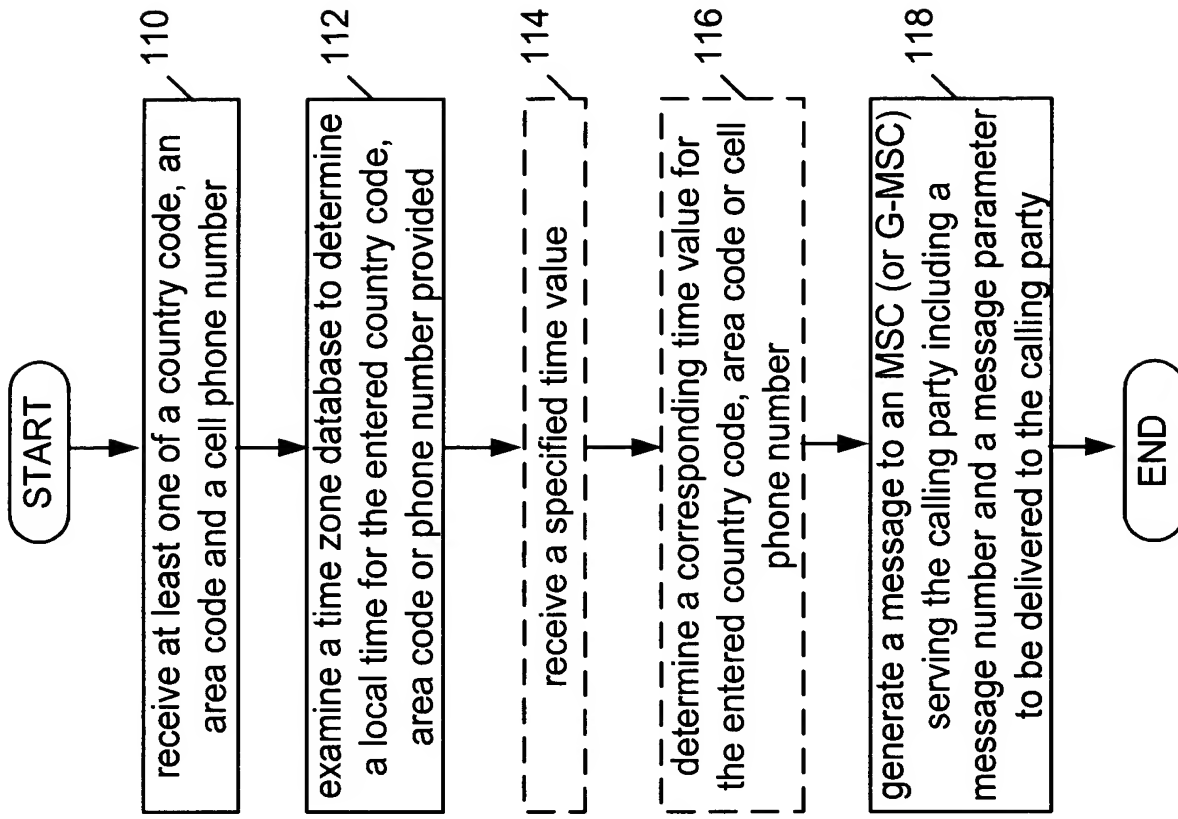 START
110
receive at least one of a country code, an
area code and a cell phone number
112
examine a time zone database to determine
a local time for the entered country code,
area code or phone number provided
114
receive a specified time value
116
determine a corresponding time value for
the entered country code, area code or cell
phone number
118
generate a message to an MSC (or G-MSC)
serving the calling party including a
message number and a message parameter
to be delivered to the calling party
END